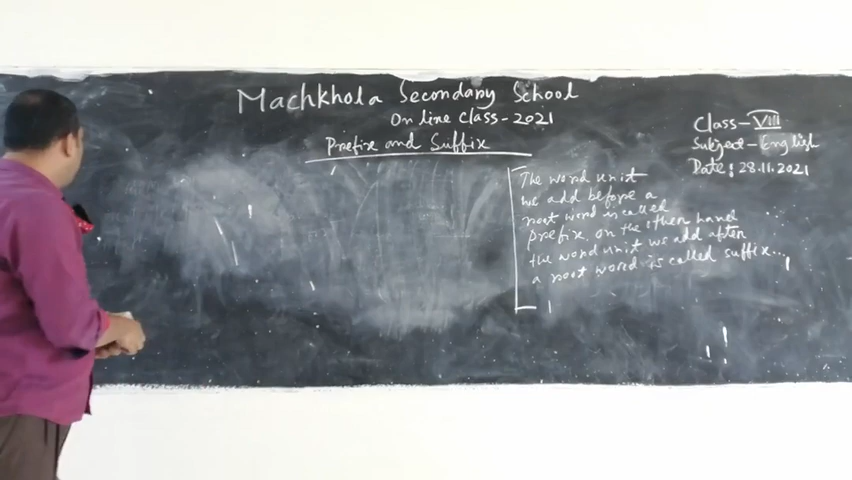 Machkhola Secondary School
On line class - 2021
Prefix and Suffix
Class - VIII
Subject - English
Date : 28.11.2021
The word unit
we add before a
root word is called
prefix. on the other hand
the word unit we add after
a root word is called suffix...